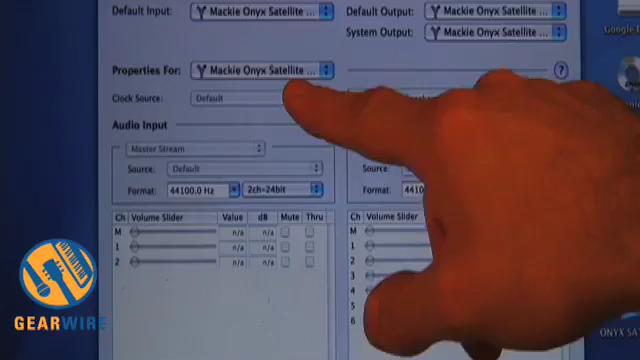 Default Input: Mackie Onyx Satellite ... Default Output: Mackie Onyx Satellite ...
System Output: Mackie Onyx Satellite ...
Properties For: Mackie Onyx Satellite ... ?
Clock Source: Default
Audio Input
Master Stream
Source: Default Source:
Format: 44100.0 Hz 2ch-24bit Format: 4410
Ch Volume Slider Value dB Mute Thru Ch Volume Slider
M n/a n/a M
1 n/a n/a 1
2 n/a n/a 2
3
4
5
6
GEARWIRE
Google
ONYX SAT